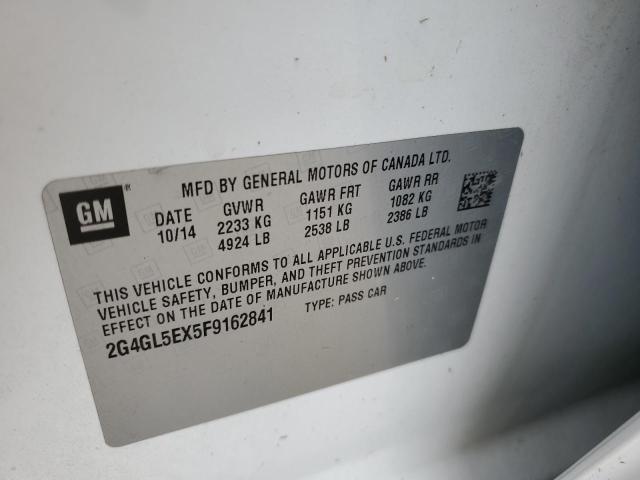 GM ®
MFD BY GENERAL MOTORS OF CANADA LTD.
DATE GVWR GAWR FRT GAWR RR
10/14 2233 KG 1151 KG 1082 KG
4924 LB 2538 LB 2386 LB
THIS VEHICLE CONFORMS TO ALL APPLICABLE U.S. FEDERAL MOTOR
VEHICLE SAFETY, BUMPER, AND THEFT PREVENTION STANDARDS IN
EFFECT ON THE DATE OF MANUFACTURE SHOWN ABOVE.
2G4GL5EX5F9162841 TYPE: PASS CAR